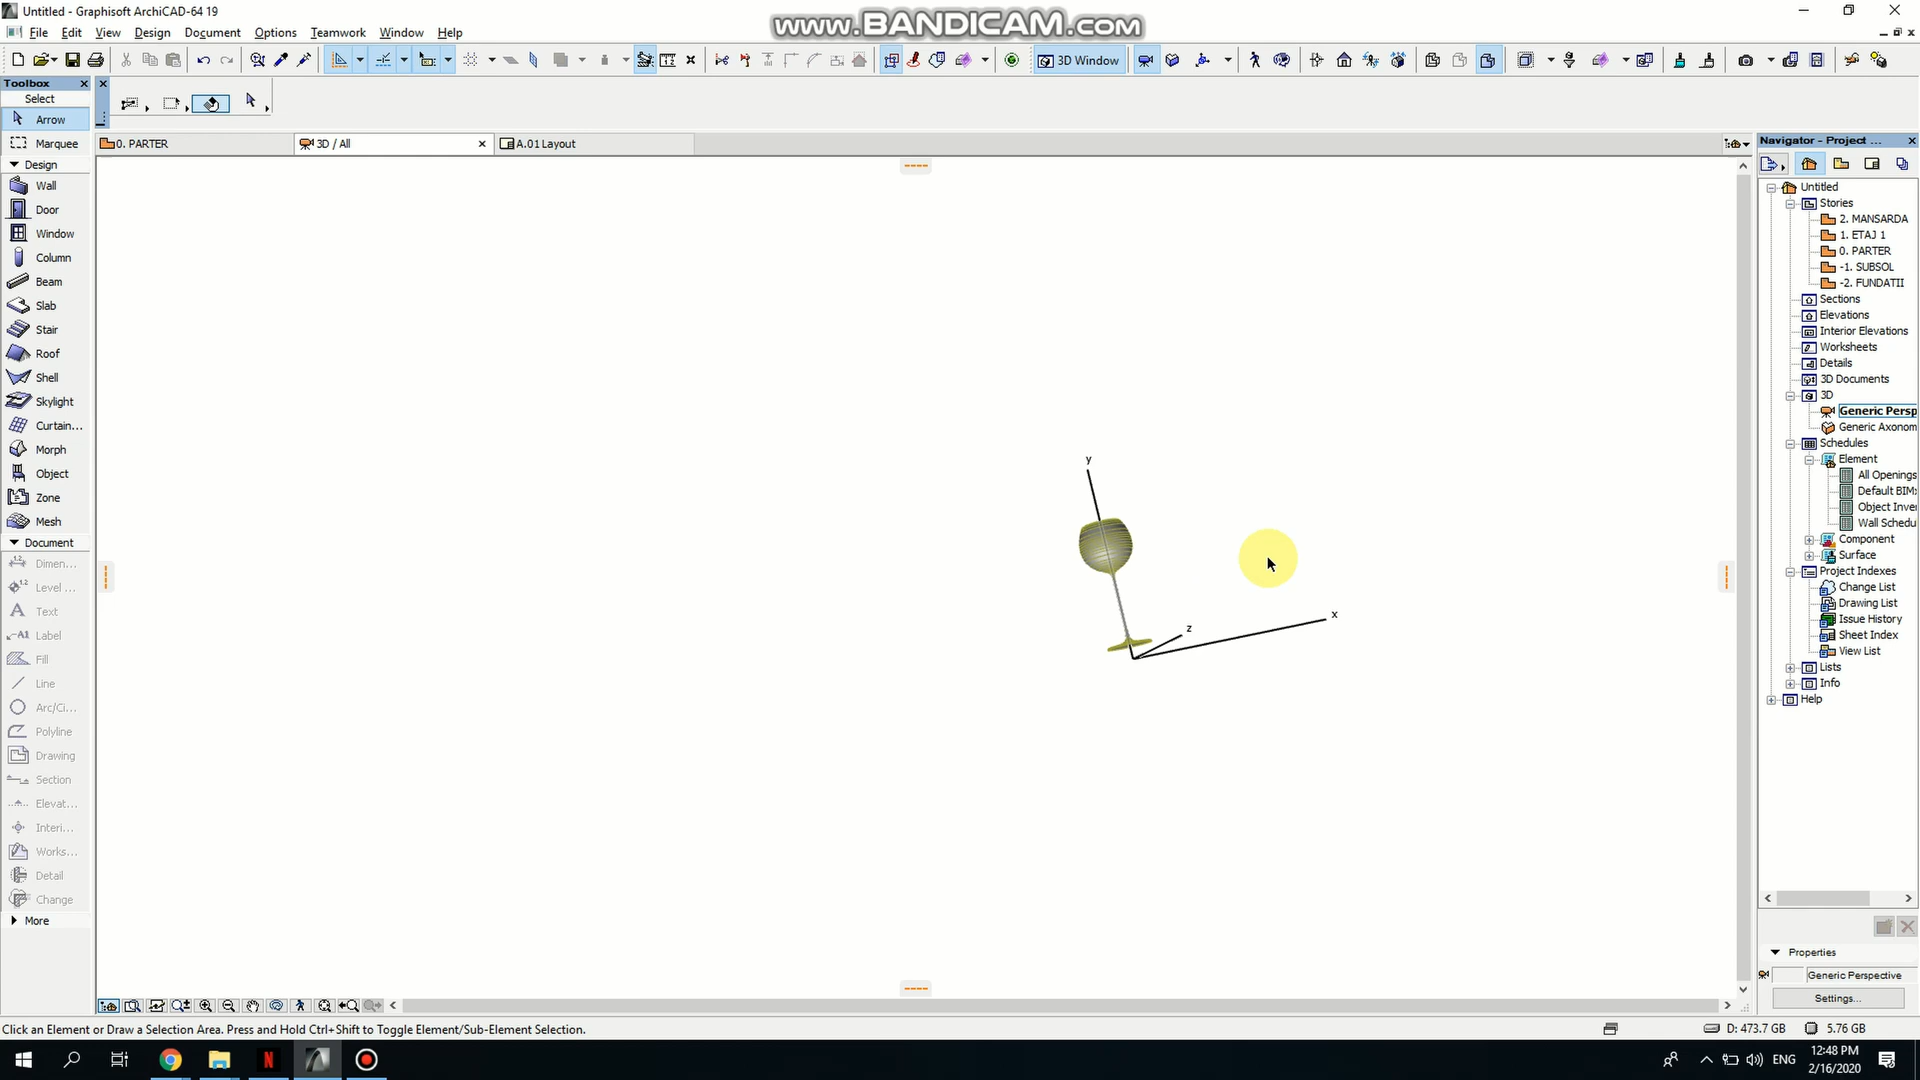 Untitled - Graphisoft ArchiCAD-64 19
www.BANDICAM.com
File Edit View Design Document Options Teamwork Window Help
3D Window
Toolbox
Select
Arrow
Marquee
Design
Wall
Door
Window
Column
Beam
Slab
Stair
Roof
Shell
Skylight
Curtain...
Morph
Object
Zone
Mesh
Document
Dimen...
Level ...
Text
Label
Fill
Line
Arc/Ci...
Polyline
Drawing
Section
Elevat...
Interi...
Works...
Detail
Change
More
0. PARTER
3D / All
A.01 Layout
y
z
x
Navigator - Project ...
Untitled
Stories
2. MANSARDA
1. ETAJ 1
0. PARTER
-1. SUBSOL
-2. FUNDATII
Sections
Elevations
Interior Elevations
Worksheets
Details
3D Documents
3D
Generic Persp
Generic Axonom
Schedules
Element
All Openings
Default BIM
Object Inve
Wall Schedu
Component
Surface
Project Indexes
Change List
Drawing List
Issue History
Sheet Index
View List
Lists
Info
Help
Properties
Generic Perspective
Settings...
Click an Element or Draw a Selection Area. Press and Hold Ctrl+Shift to Toggle Element/Sub-Element Selection.
D: 473.7 GB
5.76 GB
ENG
12:48 PM
2/16/2020